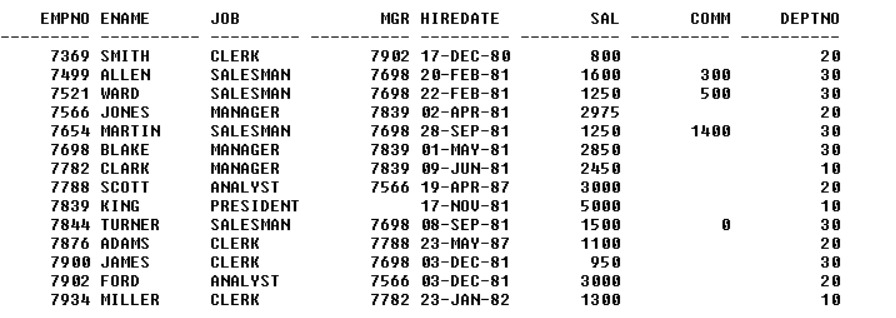 EMPNO ENAME JOB MGR HIREDATE SAL COMM DEPTNO
---------- ---------- --------- ---------- --------- ---------- ---------- ----------
7369 SMITH CLERK 7902 17-DEC-80 800 20
7499 ALLEN SALESMAN 7698 20-FEB-81 1600 300 30
7521 WARD SALESMAN 7698 22-FEB-81 1250 500 30
7566 JONES MANAGER 7839 02-APR-81 2975 20
7654 MARTIN SALESMAN 7698 28-SEP-81 1250 1400 30
7698 BLAKE MANAGER 7839 01-MAY-81 2850 30
7782 CLARK MANAGER 7839 09-JUN-81 2450 10
7788 SCOTT ANALYST 7566 19-APR-87 3000 20
7839 KING PRESIDENT 17-NOV-81 5000 10
7844 TURNER SALESMAN 7698 08-SEP-81 1500 0 30
7876 ADAMS CLERK 7788 23-MAY-87 1100 20
7900 JAMES CLERK 7698 03-DEC-81 950 30
7902 FORD ANALYST 7566 03-DEC-81 3000 20
7934 MILLER CLERK 7782 23-JAN-82 1300 10